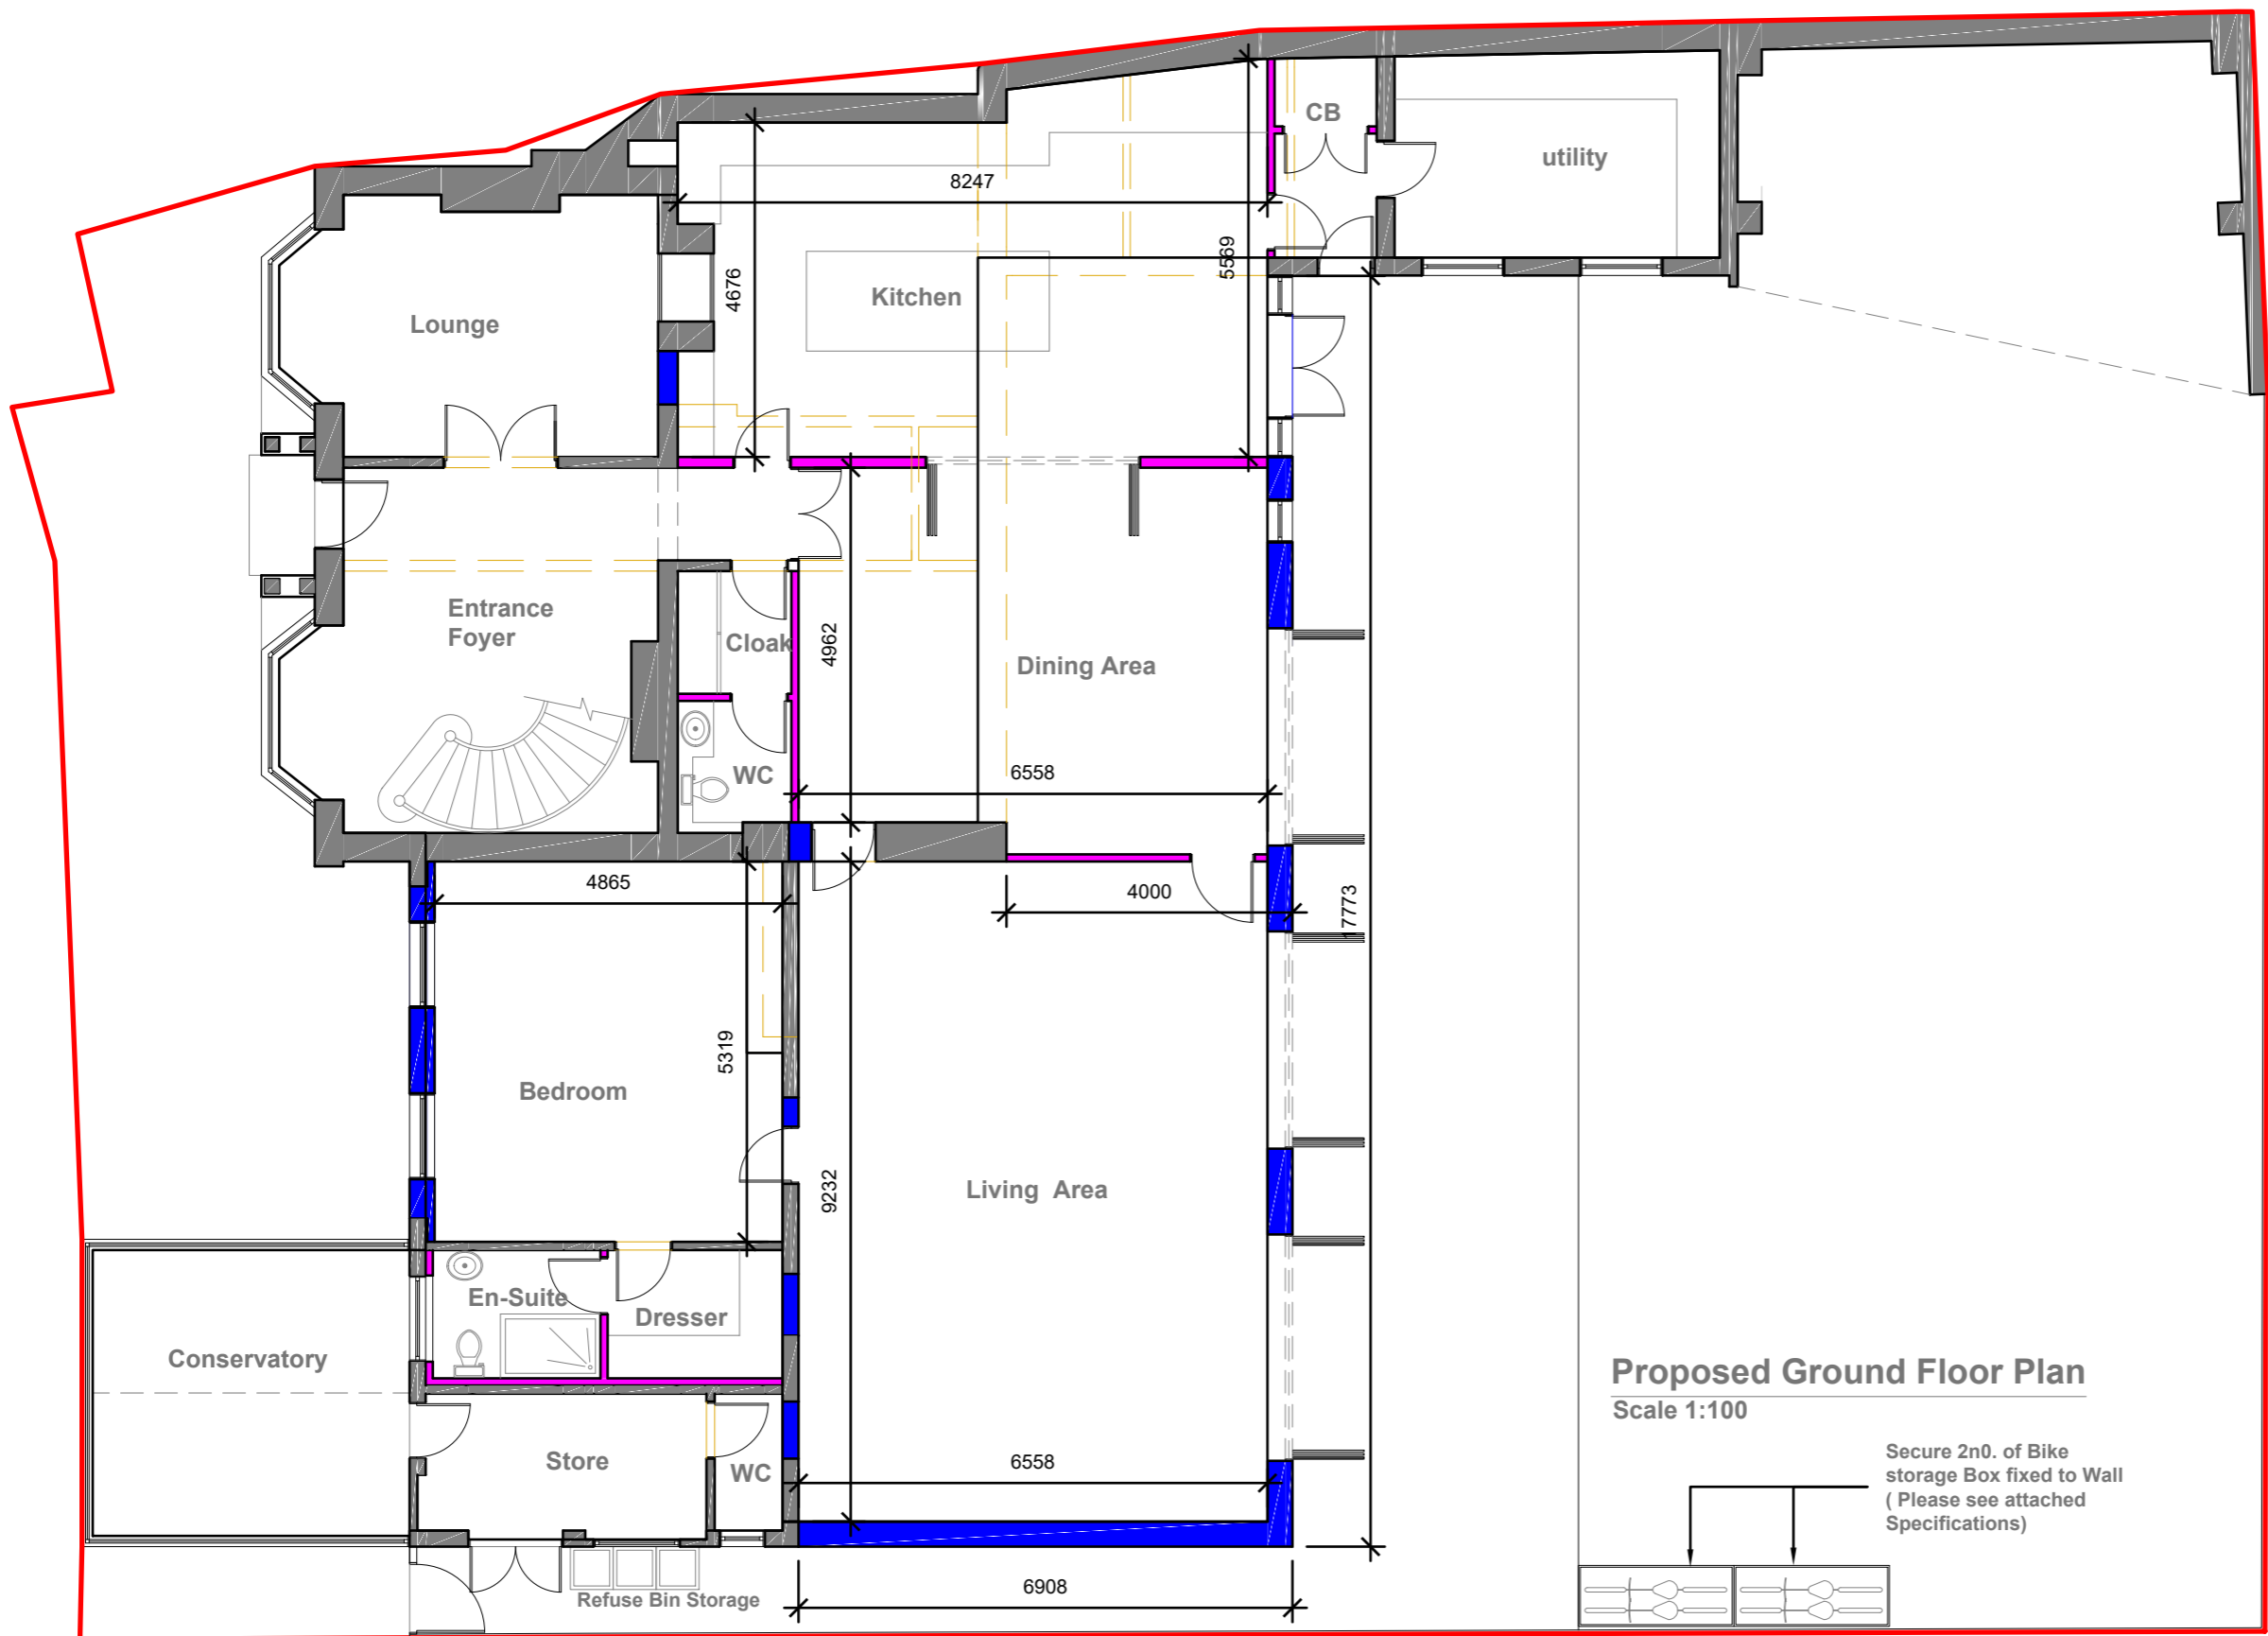 CB
utility
8247
5569
4676
Kitchen
Lounge
Entrance
Foyer
Cloak
4962
Dining Area
WC
6558
4865
4000
17773
5319
Bedroom
9232
Living Area
En-Suite
Dresser
Conservatory
Store
WC
6558
6908
Refuse Bin Storage
Proposed Ground Floor Plan
Scale 1:100
Secure 2n0. of Bike
storage Box fixed to Wall
( Please see attached
Specifications)